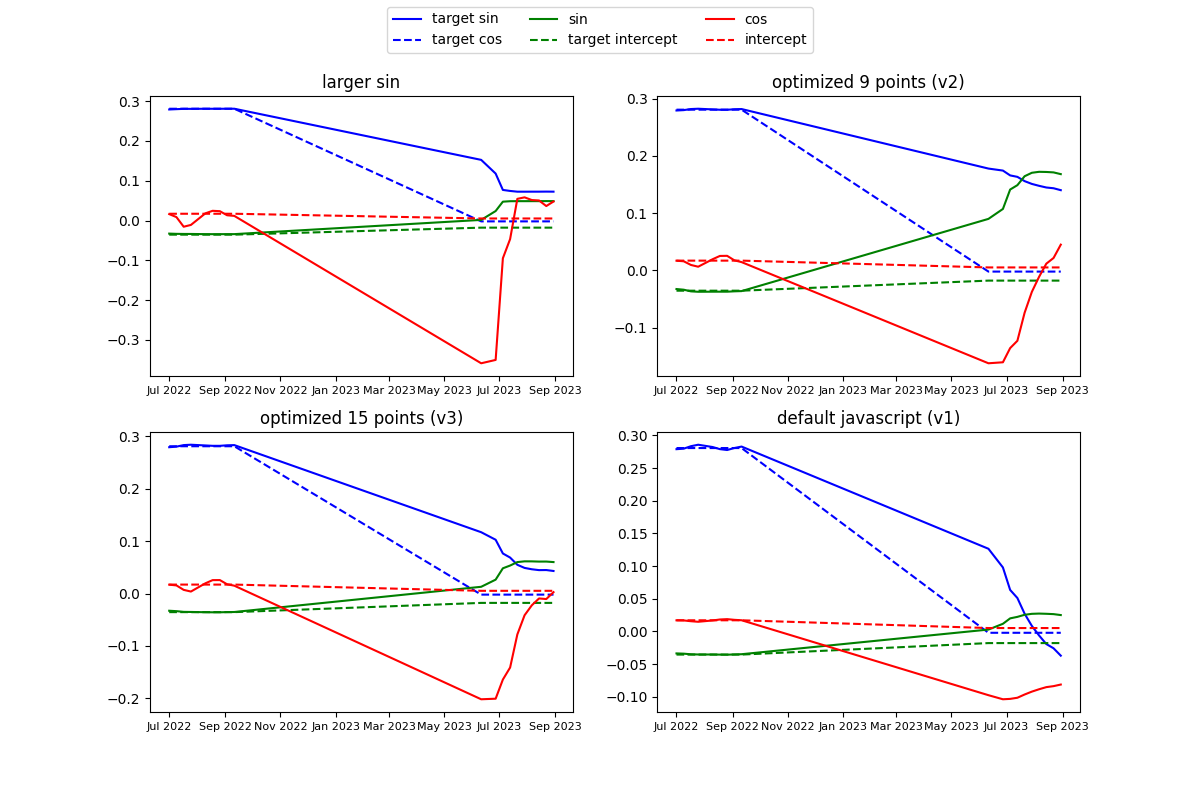 target sin sin cos
target cos target intercept intercept
larger sin
0.3
0.2
0.1
0.0
−0.1
−0.2
−0.3
Jul 2022 Sep 2022 Nov 2022 Jan 2023 Mar 2023 May 2023 Jul 2023 Sep 2023
optimized 9 points (v2)
0.3
0.2
0.1
0.0
−0.1
Jul 2022 Sep 2022 Nov 2022 Jan 2023 Mar 2023 May 2023 Jul 2023 Sep 2023
optimized 15 points (v3)
0.3
0.2
0.1
0.0
−0.1
−0.2
Jul 2022 Sep 2022 Nov 2022 Jan 2023 Mar 2023 May 2023 Jul 2023 Sep 2023
default javascript (v1)
0.30
0.25
0.20
0.15
0.10
0.05
0.00
−0.05
−0.10
Jul 2022 Sep 2022 Nov 2022 Jan 2023 Mar 2023 May 2023 Jul 2023 Sep 2023